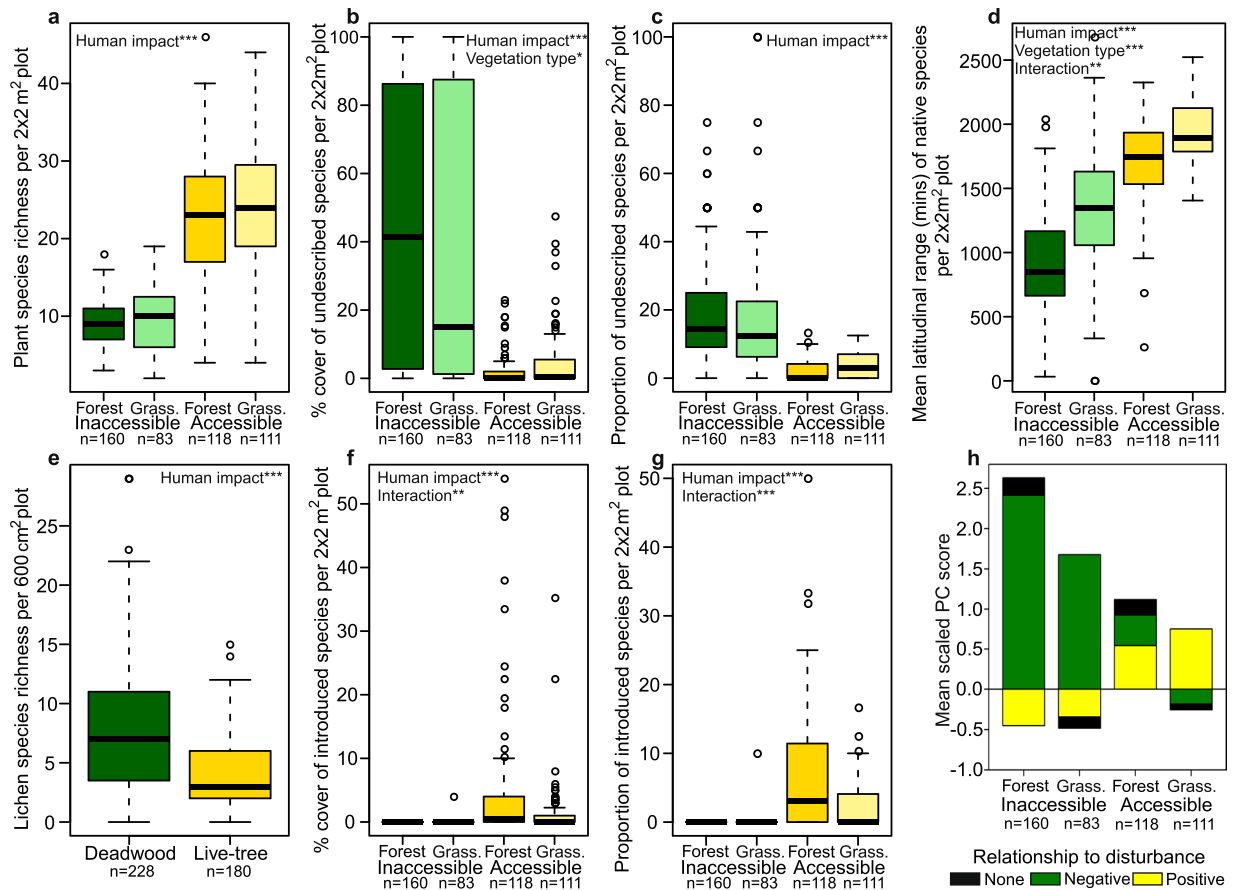 a
Human impact***
Plant species richness per 2x2 m² plot
40
30
20
10
Forest Grass. Forest Grass.
Inaccessible Accessible
n=160 n=83 n=118 n=111
b
Human impact***
Vegetation type*
% cover of undescribed species per 2x2m² plot
100
80
60
40
20
0
Forest Grass. Forest Grass.
Inaccessible Accessible
n=160 n=83 n=118 n=111
c
Human impact***
Proportion of undescribed species per 2x2m² plot
100
80
60
40
20
0
Forest Grass. Forest Grass.
Inaccessible Accessible
n=160 n=83 n=118 n=111
d
Human impact***
Vegetation type***
Interaction**
Mean latitudinal range (mins) of native species
per 2x2m² plot
2500
2000
1500
1000
500
0
Forest Grass. Forest Grass.
Inaccessible Accessible
n=160 n=83 n=118 n=111
e
Human impact***
Lichen species richness per 600 cm² plot
25
20
15
10
5
0
Deadwood Live-tree
n=228 n=180
f
Human impact***
Interaction**
% cover of introduced species per 2x2 m² plot
50
40
30
20
10
0
Forest Grass. Forest Grass.
Inaccessible Accessible
n=160 n=83 n=118 n=111
g
Human impact***
Interaction***
Proportion of introduced species per 2x2m² plot
50
40
30
20
10
0
Forest Grass. Forest Grass.
Inaccessible Accessible
n=160 n=83 n=118 n=111
h
Mean scaled PC score
2.5
2.0
1.5
1.0
0.5
0.0
-0.5
-1.0
Forest Grass. Forest Grass.
Inaccessible Accessible
n=160 n=83 n=118 n=111
Relationship to disturbance
None Negative Positive